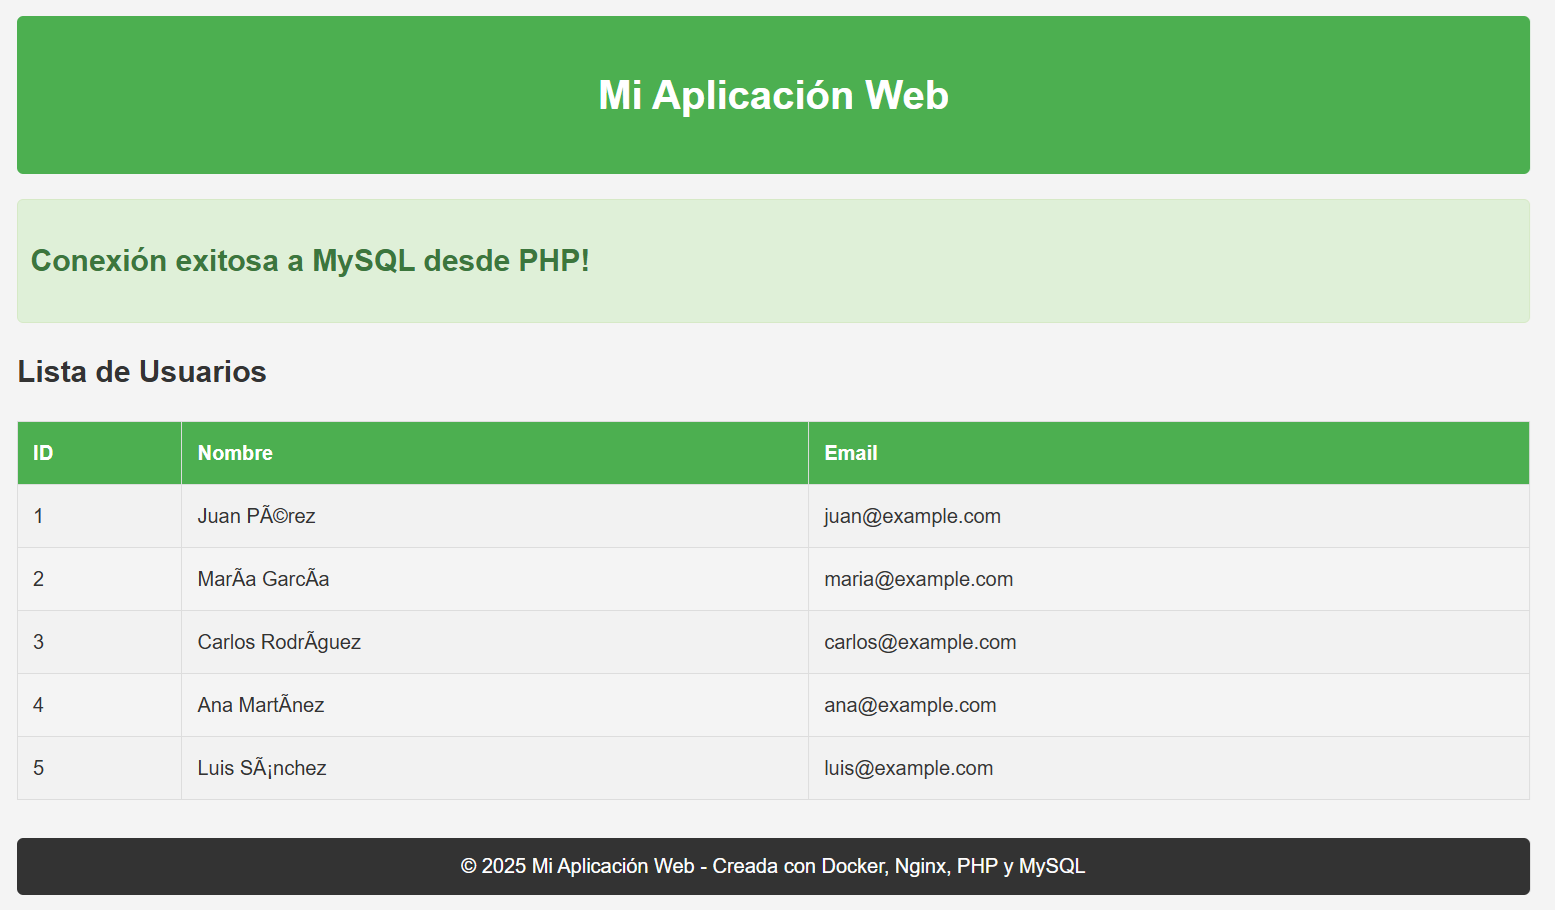 Mi Aplicación Web
Conexión exitosa a MySQL desde PHP!
Lista de Usuarios
ID Nombre Email
1 Juan PÃ©rez juan@example.com
2 MarÃa GarcÃa maria@example.com
3 Carlos RodrÃguez carlos@example.com
4 Ana MartÃnez ana@example.com
5 Luis SÃ¡nchez luis@example.com
© 2025 Mi Aplicación Web - Creada con Docker, Nginx, PHP y MySQL